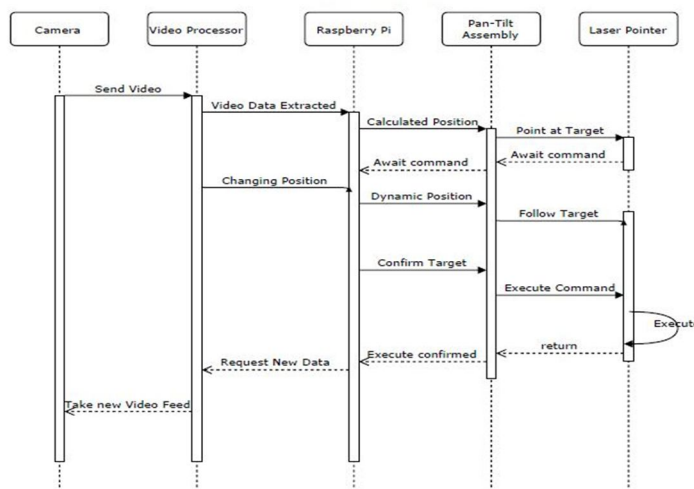 Camera
Video Processor
Raspberry Pi
Pan-Tilt
Assembly
Laser Pointer
Send Video
Video Data Extracted
Calculated Position
Point at Target
Await command
Await command
Changing Position
Dynamic Position
Follow Target
Confirm Target
Execute Command
Execute
return
Execute confirmed
Request New Data
Take new Video Feed